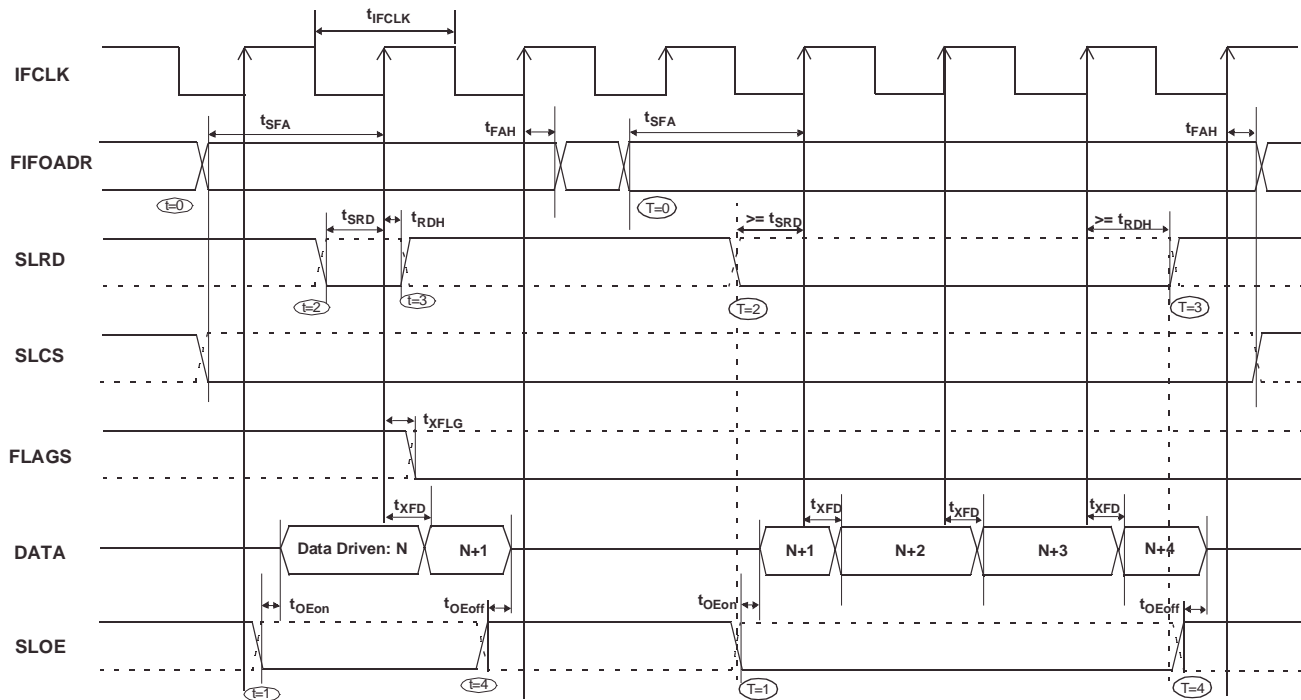 tIFCLK
IFCLK
tSFA
tFAH
tSFA
tFAH
FIFOADR
t=0
T=0
tSRD
tRDH
>= tSRD
>= tRDH
SLRD
t=2
t=3
T=2
T=3
SLCS
tXFLG
FLAGS
tXFD
tXFD
tXFD
tXFD
DATA
Data Driven: N
N+1
N+1
N+2
N+3
N+4
tOEon
tOEoff
tOEon
tOEoff
SLOE
t=1
t=4
T=1
T=4